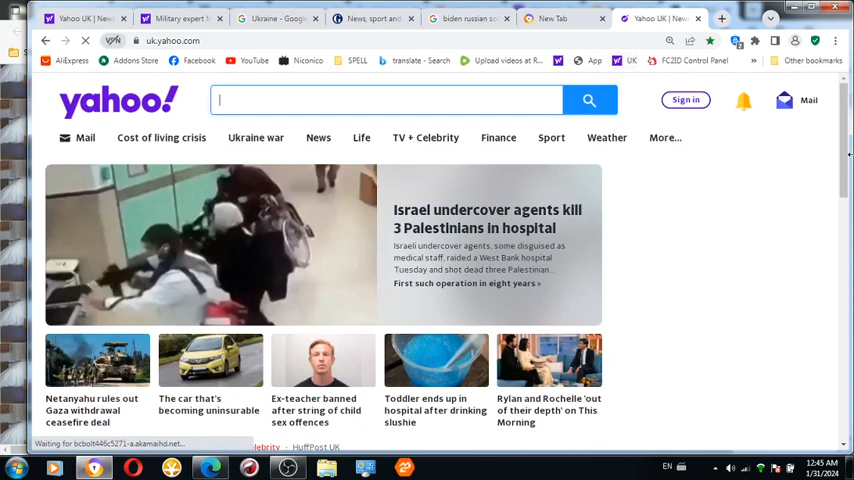 Yahoo UK | New
Military expert M
Ukraine - Google
News, sport and
biden russian so
New Tab
Yahoo UK | News
uk.yahoo.com
AliExpress
Addons Store
Facebook
YouTube
Niconico
SPELL
translate - Search
Upload videos at R...
App
UK
FC2ID Control Panel
»
Other bookmarks
yahoo!
Sign in
Mail
Mail
Cost of living crisis
Ukraine war
News
Life
TV + Celebrity
Finance
Sport
Weather
More...
Israel undercover agents kill
3 Palestinians in hospital
Israeli undercover agents, some disguised as
medical staff, raided a West Bank hospital
Tuesday and shot dead three Palestinian...
First such operation in eight years »
Netanyahu rules out
Gaza withdrawal
ceasefire deal
The car that's
becoming uninsurable
Ex-teacher banned
after string of child
sex offences
Toddler ends up in
hospital after drinking
slushie
Rylan and Rochelle 'out
of their depth' on This
Morning
Waiting for bcbolt446c5271-a.akamaihd.net...
elebrity · HuffPost UK
EN
12:45 AM
1/31/2024